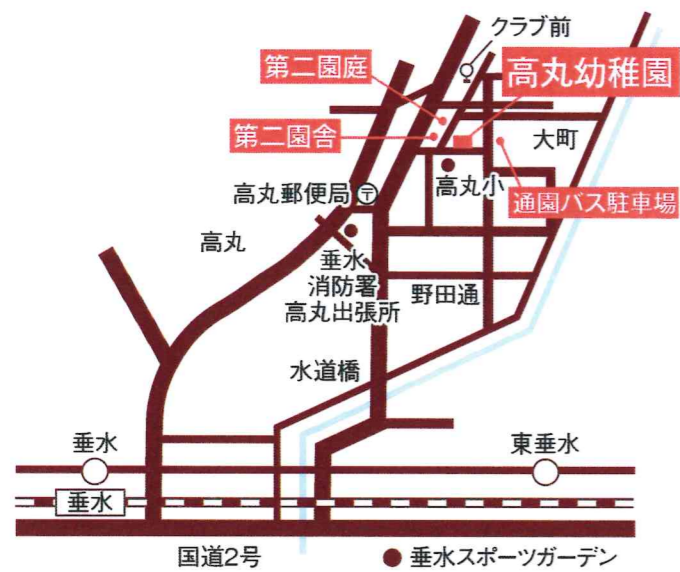 クラブ前
第二園庭
高丸幼稚園
第二園舎
大町
高丸小
高丸郵便局〒
通園バス駐車場
高丸
垂水
消防署
高丸出張所
野田通
水道橋
垂水
東垂水
垂水
国道2号
垂水スポーツガーデン